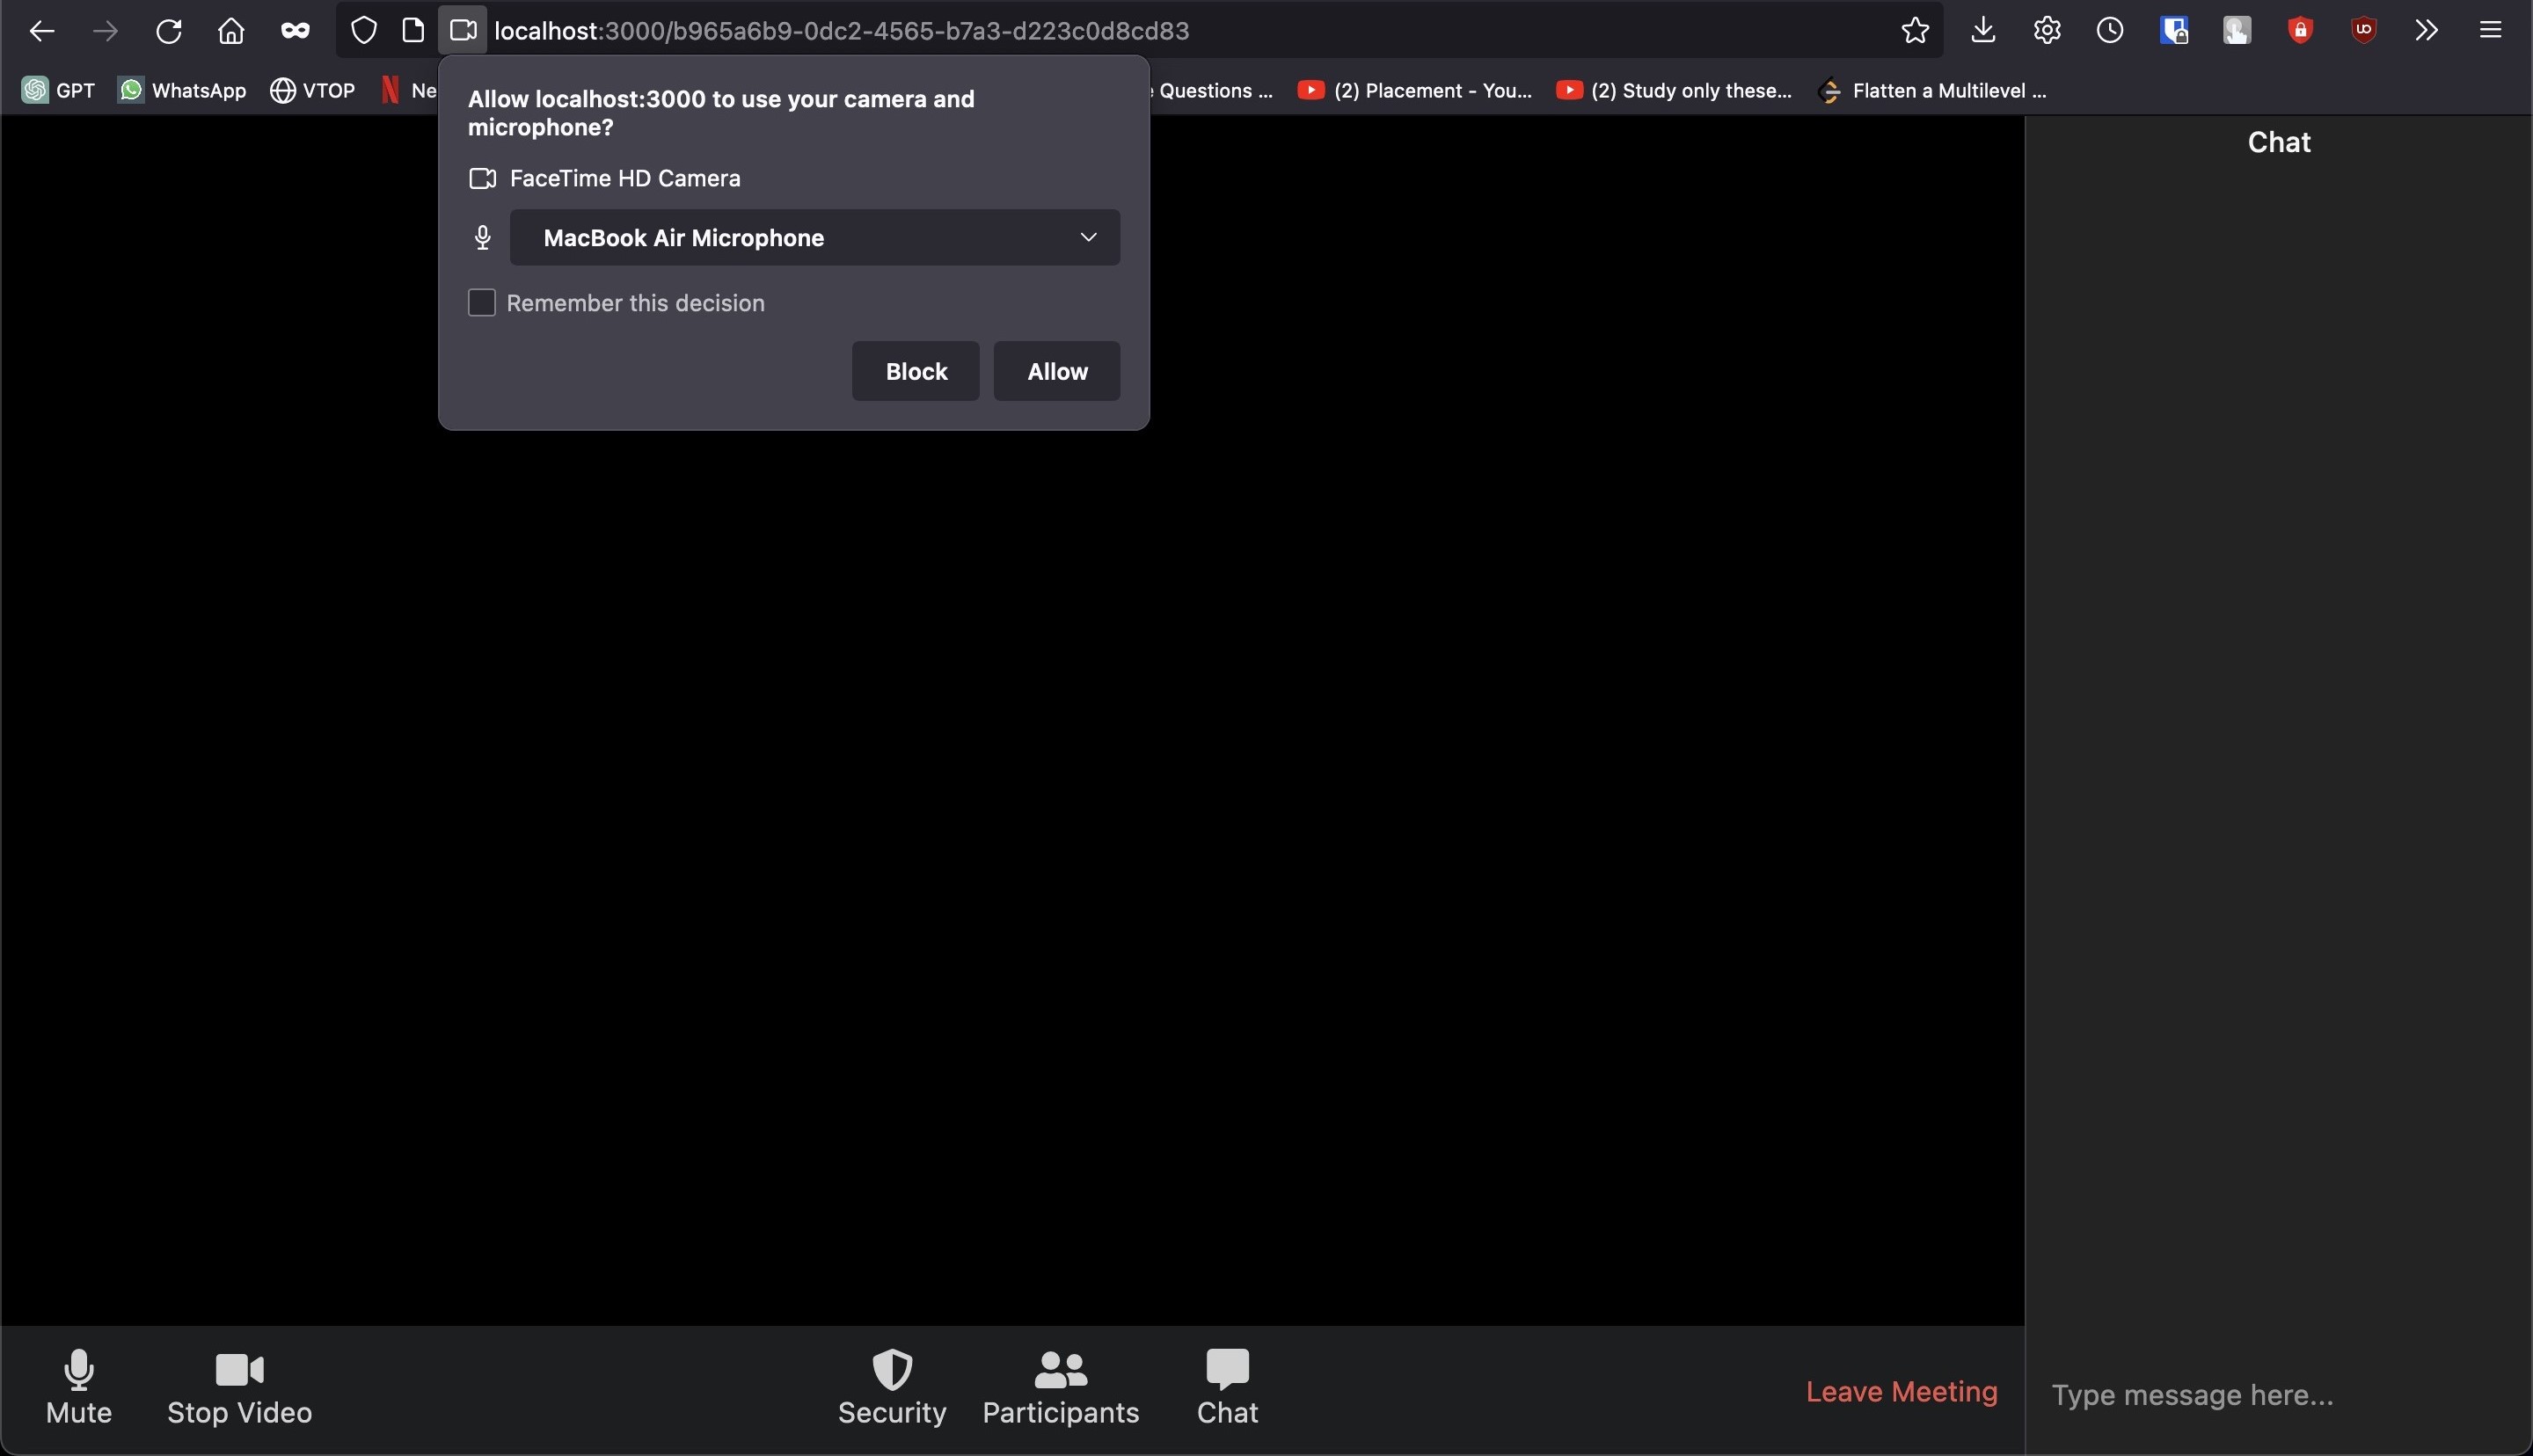 localhost:3000/b965a6b9-0dc2-4565-b7a3-d223c0d8cd83
GPT WhatsApp VTOP Ne Questions ... (2) Placement - You... (2) Study only these... Flatten a Multilevel ...
Allow localhost:3000 to use your camera and
microphone?
FaceTime HD Camera
MacBook Air Microphone
Remember this decision
Block Allow
Chat
Mute Stop Video Security Participants Chat Leave Meeting
Type message here...